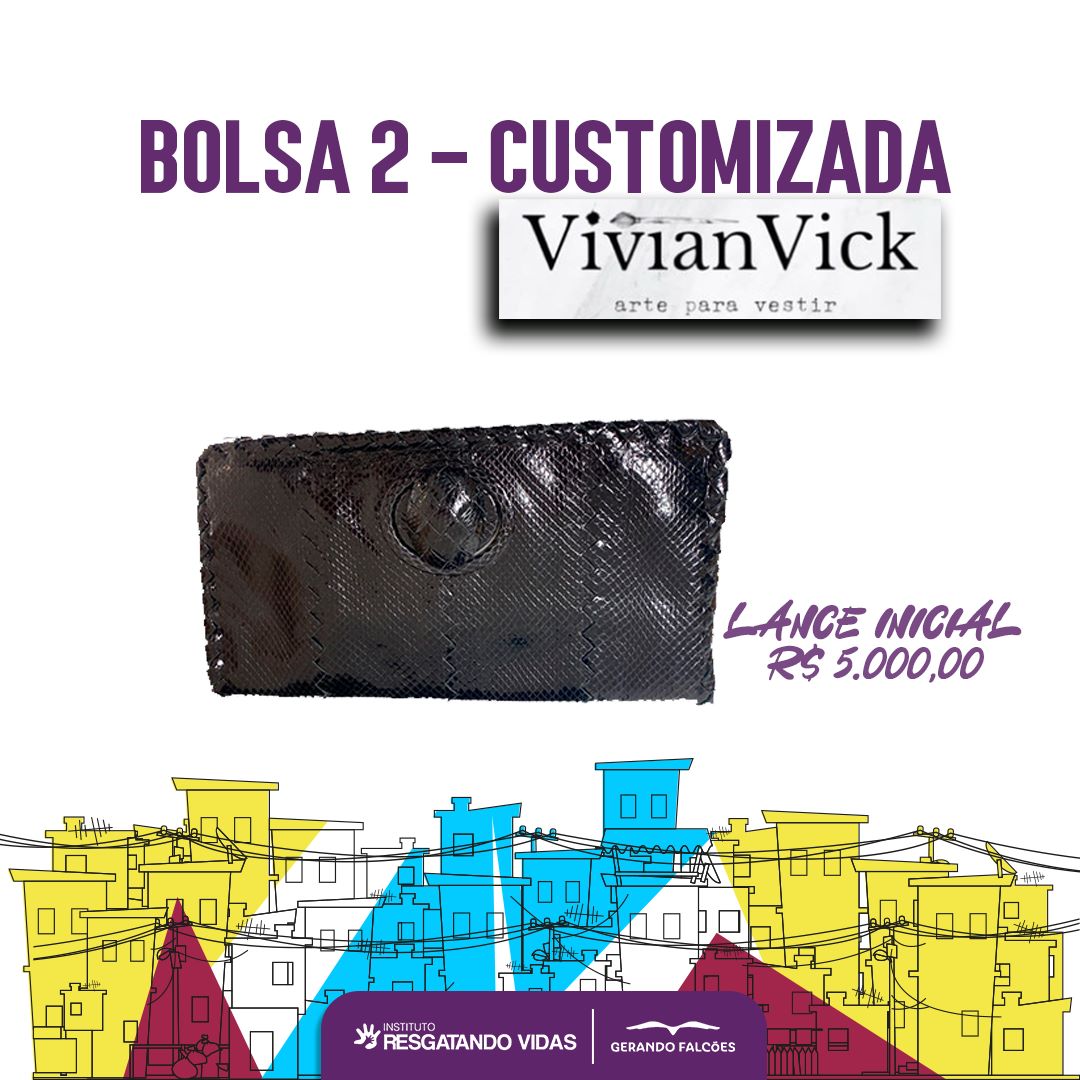 BOLSA 2 - CUSTOMIZADA
VivianVick
arte para vestir
LANCE INICIAL
R$ 5.000,00
INSTITUTO
RESGATANDO VIDAS
GERANDO FALCÕES